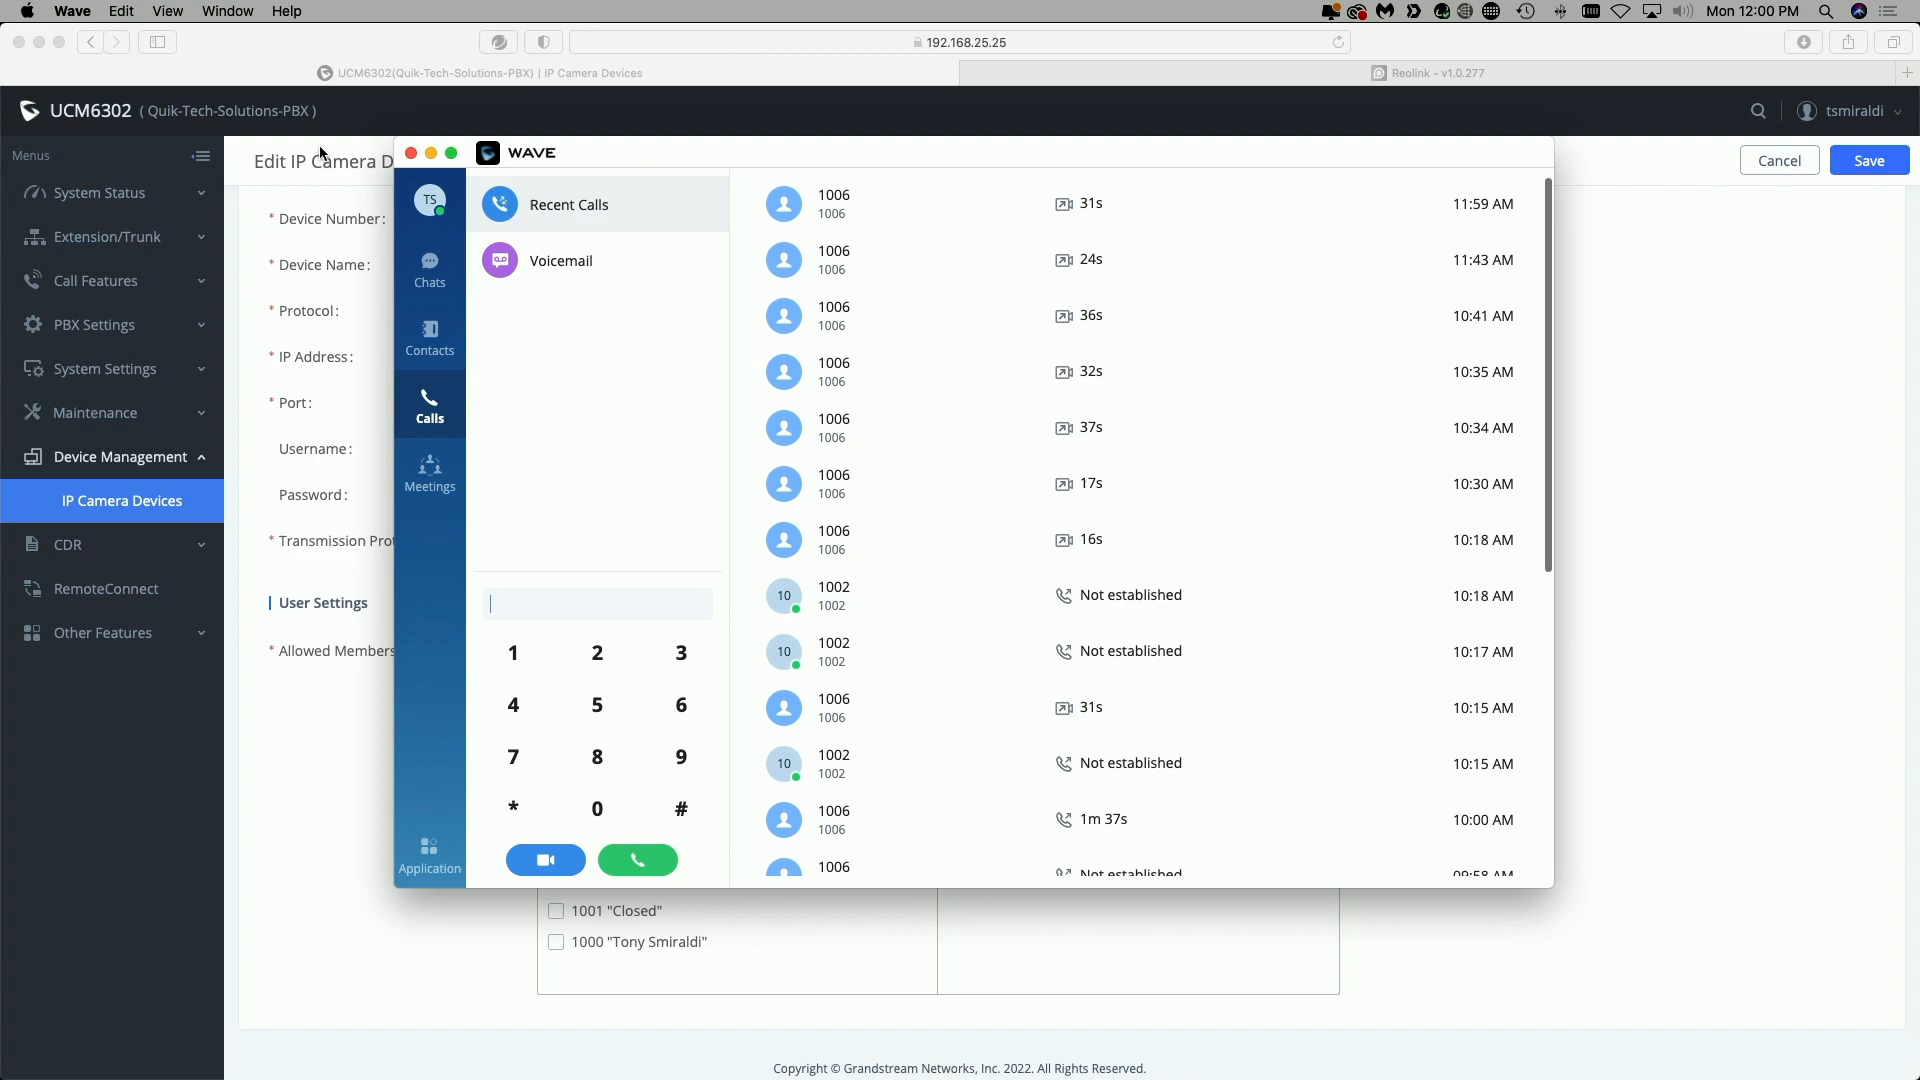 Wave Edit View Window Help Mon 12:00 PM
192.168.25.25
UCM6302(Quik-Tech-Solutions-PBX) | IP Camera Devices
Reolink - v1.0.277
UCM6302 ( Quik-Tech-Solutions-PBX )
tsmiraldi
Menus
System Status
Extension/Trunk
Call Features
PBX Settings
System Settings
Maintenance
Device Management
IP Camera Devices
CDR
RemoteConnect
Other Features
Edit IP Camera D
Cancel
Save
* Device Number:
* Device Name:
* Protocol:
* IP Address:
* Port:
Username:
Password:
* Transmission Prot
User Settings
* Allowed Members
WAVE
TS
Chats
Contacts
Calls
Meetings
Application
Recent Calls
Voicemail
1 2 3
4 5 6
7 8 9
* 0 #
1006 31s 11:59 AM
1006
1006 24s 11:43 AM
1006
1006 36s 10:41 AM
1006
1006 32s 10:35 AM
1006
1006 37s 10:34 AM
1006
1006 17s 10:30 AM
1006
1006 16s 10:18 AM
1006
10 1002 Not established 10:18 AM
1002
10 1002 Not established 10:17 AM
1002
1006 31s 10:15 AM
1006
10 1002 Not established 10:15 AM
1002
1006 1m 37s 10:00 AM
1006
1006 Not established 09:58 AM
1001 "Closed"
1000 "Tony Smiraldi"
Copyright © Grandstream Networks, Inc. 2022. All Rights Reserved.